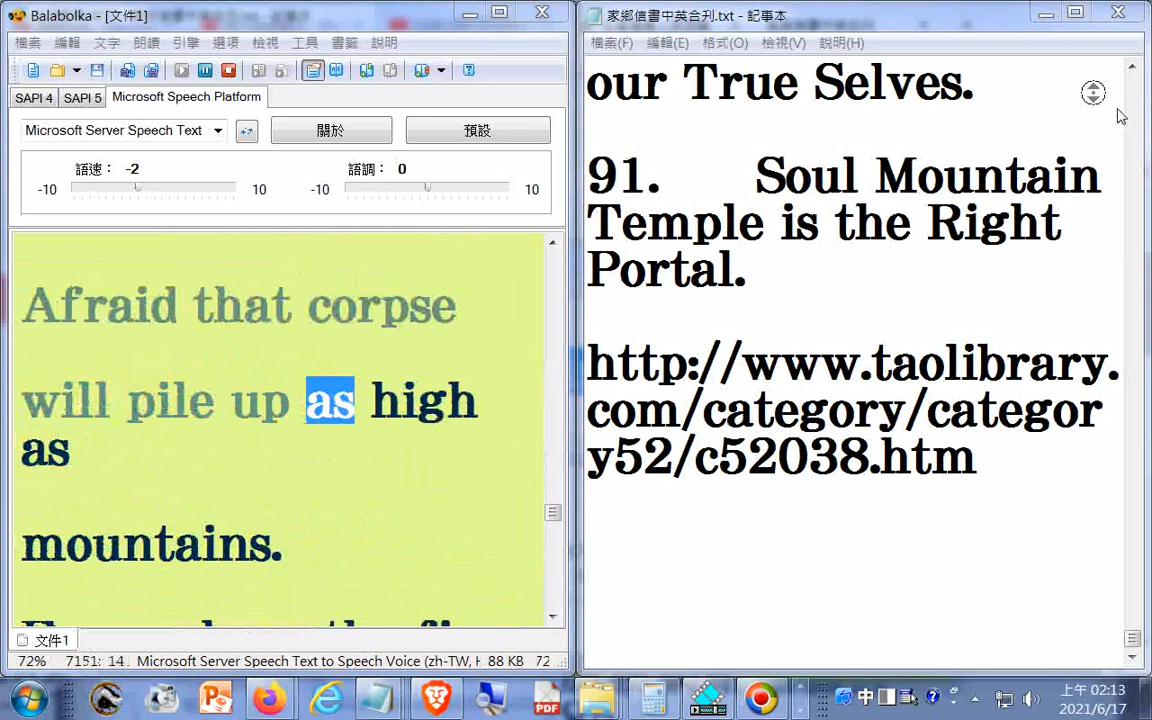 Balabolka - [文件1]
檔案 編輯 文字 朗讀 引擎 選項 檢視 工具 書籤 說明
SAPI 4 SAPI 5 Microsoft Speech Platform
Microsoft Server Speech Text 關於 預設
語速： -2 語調： 0
-10 10 -10 10
Afraid that corpse
will pile up as high
as
mountains.
文件1
72% 7151: 14 Microsoft Server Speech Text to Speech Voice (zh-TW, H 88 KB 72
家鄉信書中英合刋.txt - 記事本
檔案(F) 編輯(E) 格式(O) 檢視(V) 說明(H)
our True Selves.
91. Soul Mountain
Temple is the Right
Portal.
http://www.taolibrary.
com/category/categor
y52/c52038.htm
PDF
中
上午 02:13
2021/6/17